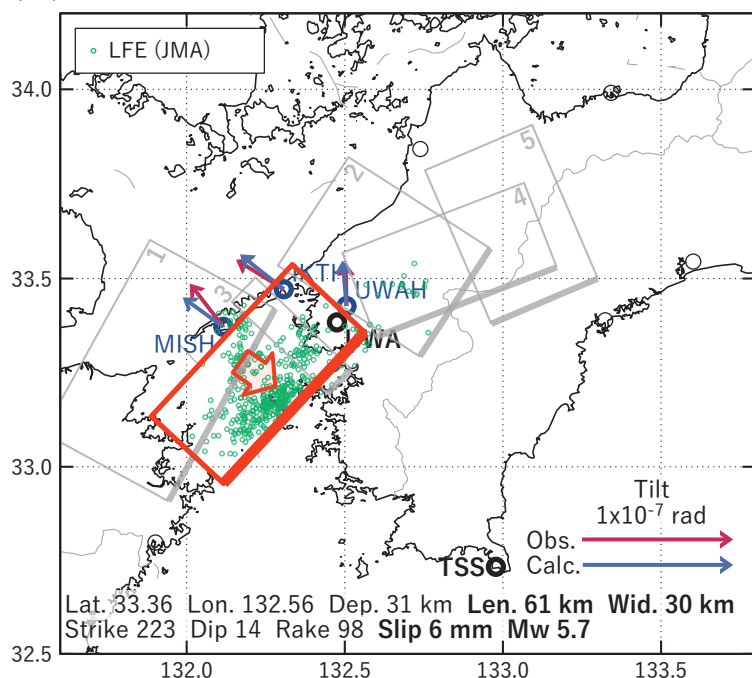 LFE (JMA)
34.0
33.5
33.0
32.5
132.0
132.5
133.0
133.5
1
2
3
4
5
KTH
UWAH
UWA
MISH
TSS
Tilt
1x10⁻⁷ rad
Obs.
Calc.
Lat. 33.36 Lon. 132.56 Dep. 31 km Len. 61 km Wid. 30 km
Strike 223 Dip 14 Rake 98 Slip 6 mm Mw 5.7